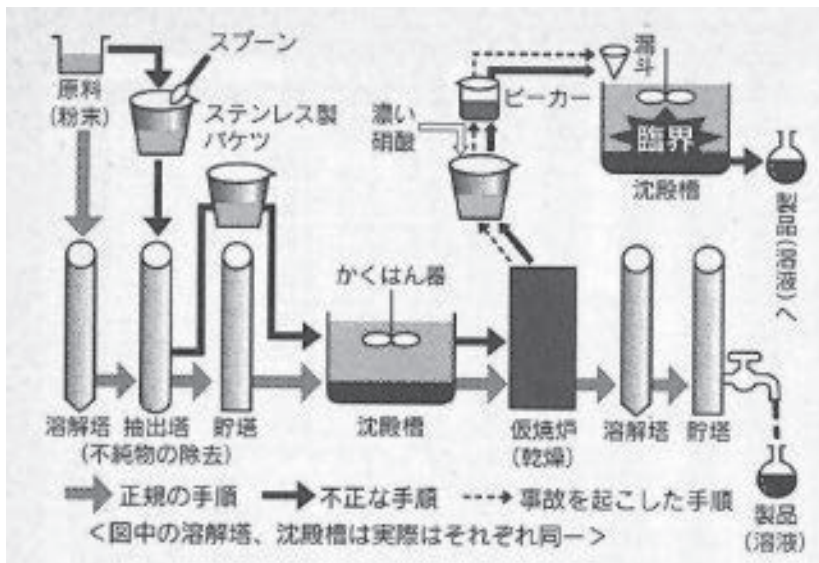 原料
(粉末)
スプーン
ステンレス製
バケツ
濃い
硝酸
ビーカー
漏斗
臨界
沈殿槽
製品(溶液)へ
かくはん器
溶解塔
抽出塔
(不純物の除去)
貯塔
沈殿槽
仮焼炉
(乾燥)
溶解塔
貯塔
製品
(溶液)
正規の手順
不正な手順
事故を起こした手順
<図中の溶解塔、沈殿槽は実際はそれぞれ同一>